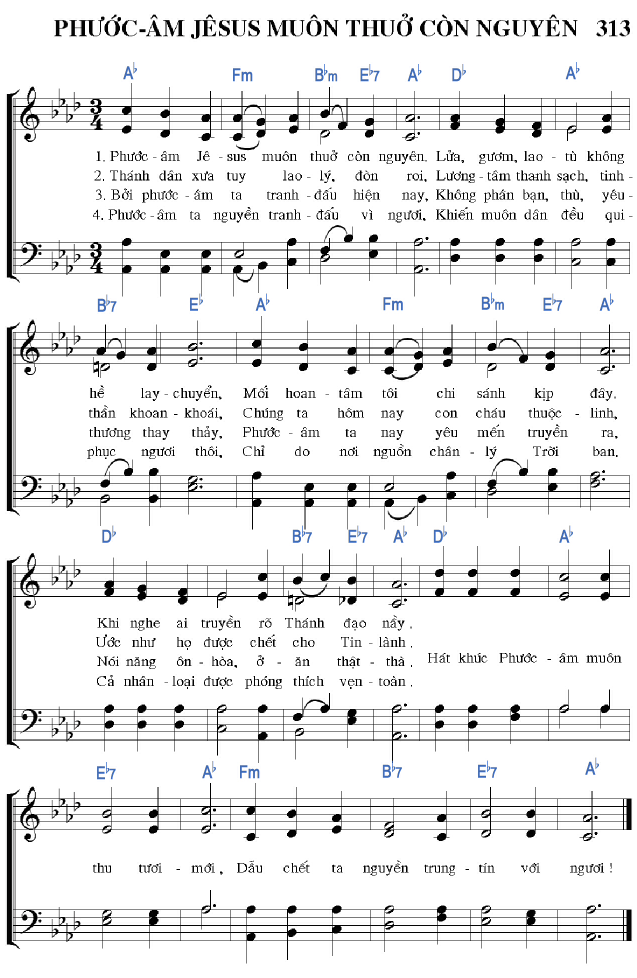 PHƯỚC-ÂM JÊSUS MUÔN THUỞ CÒN NGUYÊN 313
A♭ Fm B♭m E♭7 A♭ D♭ A♭
1. Phước-âm Jê-sus muôn thuở còn nguyên. Lửa, gươm, lao-tù không
2. Thánh dân xưa tuy lao-lý, đòn roi, Lương-tâm thanh sạch, tinh-
3. Bởi phước-âm ta tranh-đấu hiện nay, Không phân bạn, thù, yêu-
4. Phước-âm ta nguyền tranh-đấu vì ngươi, Khiến muôn dân đều qui-
B♭7 E♭ A♭ Fm B♭m E♭7 A♭
hề lay-chuyển, Mối hoan-tâm tôi chi sánh kịp đây,
thần khoan-khoái, Chúng ta hôm nay con cháu thuộc-linh,
thương thay thảy, Phước-âm ta nay yêu mến truyền ra,
phục ngươi thôi, Chỉ do nơi nguồn chân-lý Trời ban.
D♭ B♭7 E♭7 A♭ D♭ A♭
Khi nghe ai truyền rõ Thánh đạo nầy.
Ước như họ được chết cho Tin-lành.
Nói năng ôn-hòa, ở-ăn thật-thà. Hát khúc Phước-âm muôn
Cả nhân-loại được phóng thích vẹn-toàn.
E♭7 A♭ Fm B♭7 E♭7 A♭
thu tươi-mới, Dẫu chết ta nguyền trung-tín với ngươi!